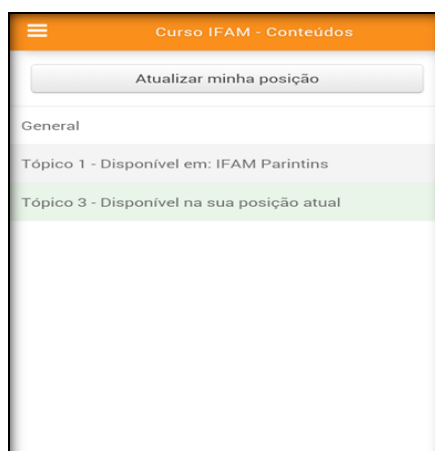 Curso IFAM - Conteúdos
Atualizar minha posição
General
Tópico 1 - Disponível em: IFAM Parintins
Tópico 3 - Disponível na sua posição atual